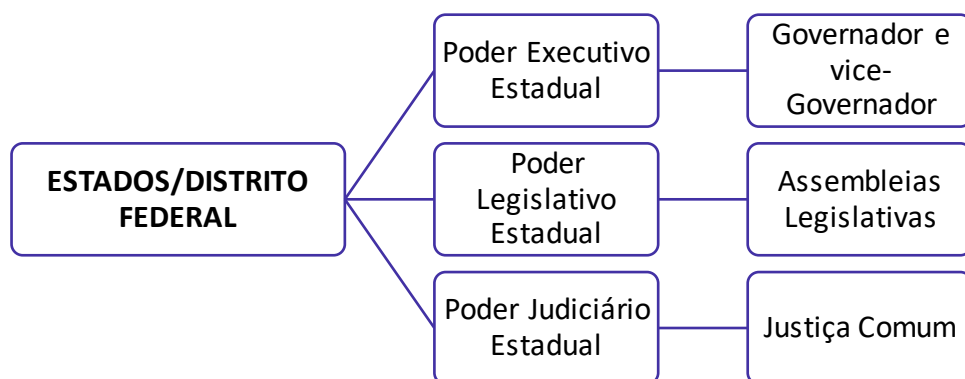 ESTADOS/DISTRITO
FEDERAL
Poder Executivo
Estadual
Governador e
vice-
Governador
Poder
Legislativo
Estadual
Assembleias
Legislativas
Poder Judiciário
Estadual
Justiça Comum